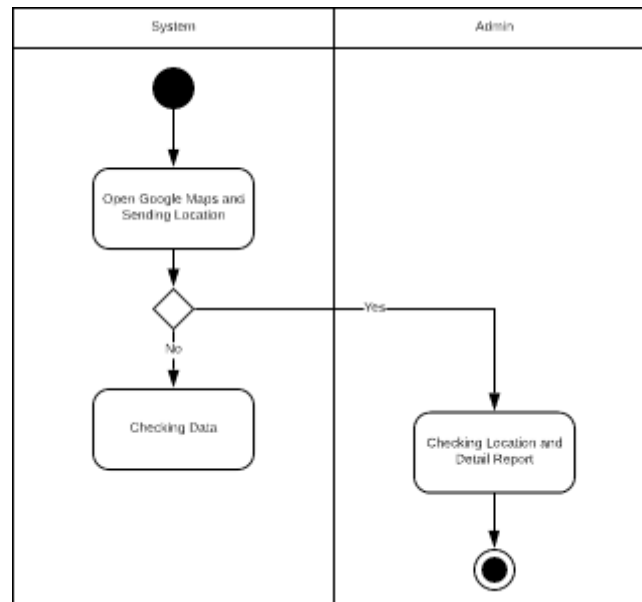 System
Admin
Open Google Maps and
Sending Location
Yes
No
Checking Data
Checking Location and
Detail Report